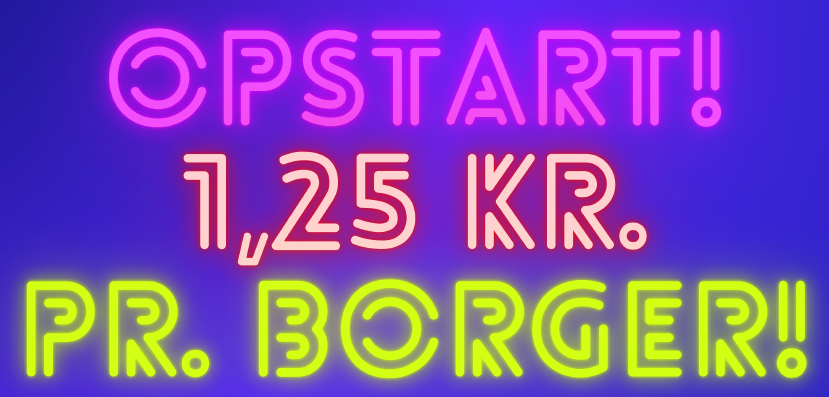 OPSTART!
1,25 KR.
PR. BORGER!